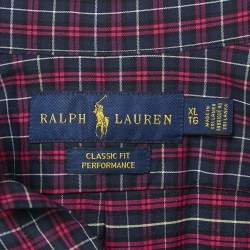 RALPH LAUREN
XL
TG
CLASSIC FIT
PERFORMANCE